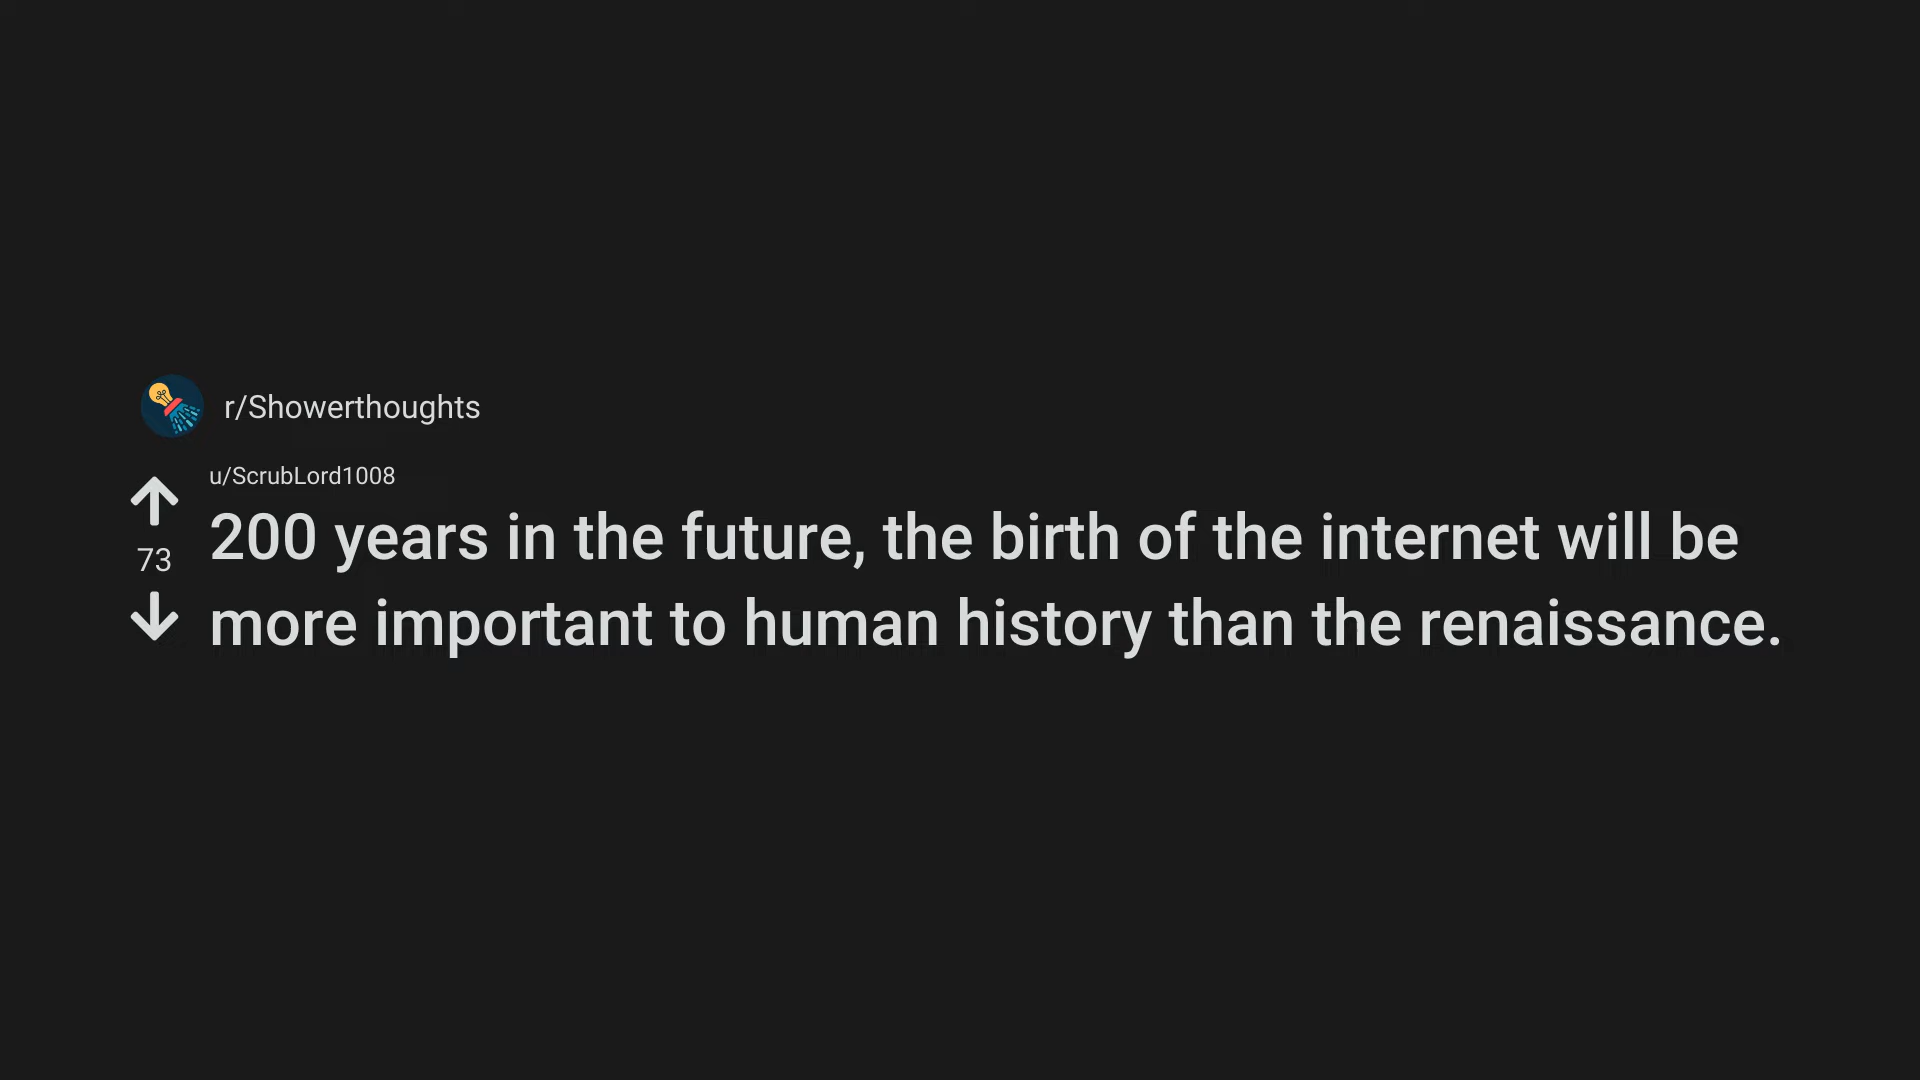 r/Showerthoughts
u/ScrubLord1008
73
200 years in the future, the birth of the internet will be
more important to human history than the renaissance.